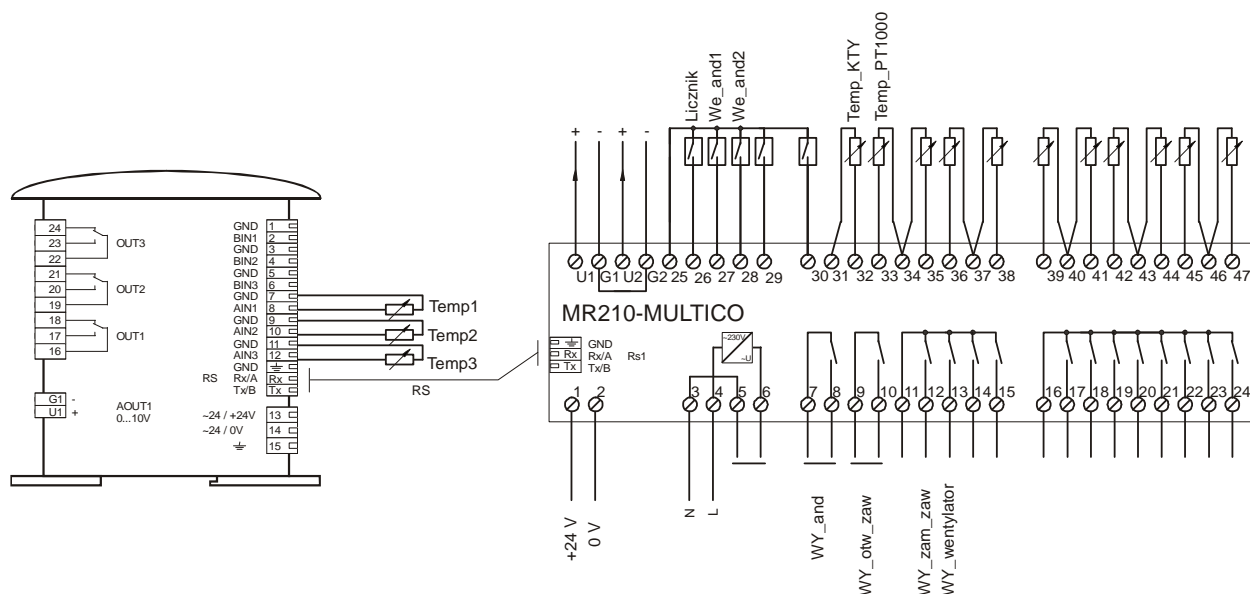 24
23
22
OUT3
21
20
19
OUT2
18
17
16
OUT1
G1 -
U1 +
AOUT1
0...10V
GND 1
BIN1 2
GND 3
BIN2 4
GND 5
BIN3 6
GND 7
AIN1 8
GND 9
AIN2 10
GND 11
AIN3 12
GND
RS Rx/A Rx
Tx/B Tx
~24 / +24V 13
~24 / 0V 14
15
Temp1
Temp2
Temp3
RS
+ - + -
Licznik
We_and1
We_and2
Temp_KTY
Temp_PT1000
U1 G1 U2 G2 25 26 27 28 29 30 31 32 33 34 35 36 37 38 39 40 41 42 43 44 45 46 47
MR210-MULTICO
GND
Rx Rx/A Rs1
Tx Tx/B
~230V
~U
1 2 3 4 5 6 7 8 9 10 11 12 13 14 15 16 17 18 19 20 21 22 23 24
+24 V
0 V
N
L
WY_and
WY_otw_zaw
WY_zam_zaw
WY_wentylator